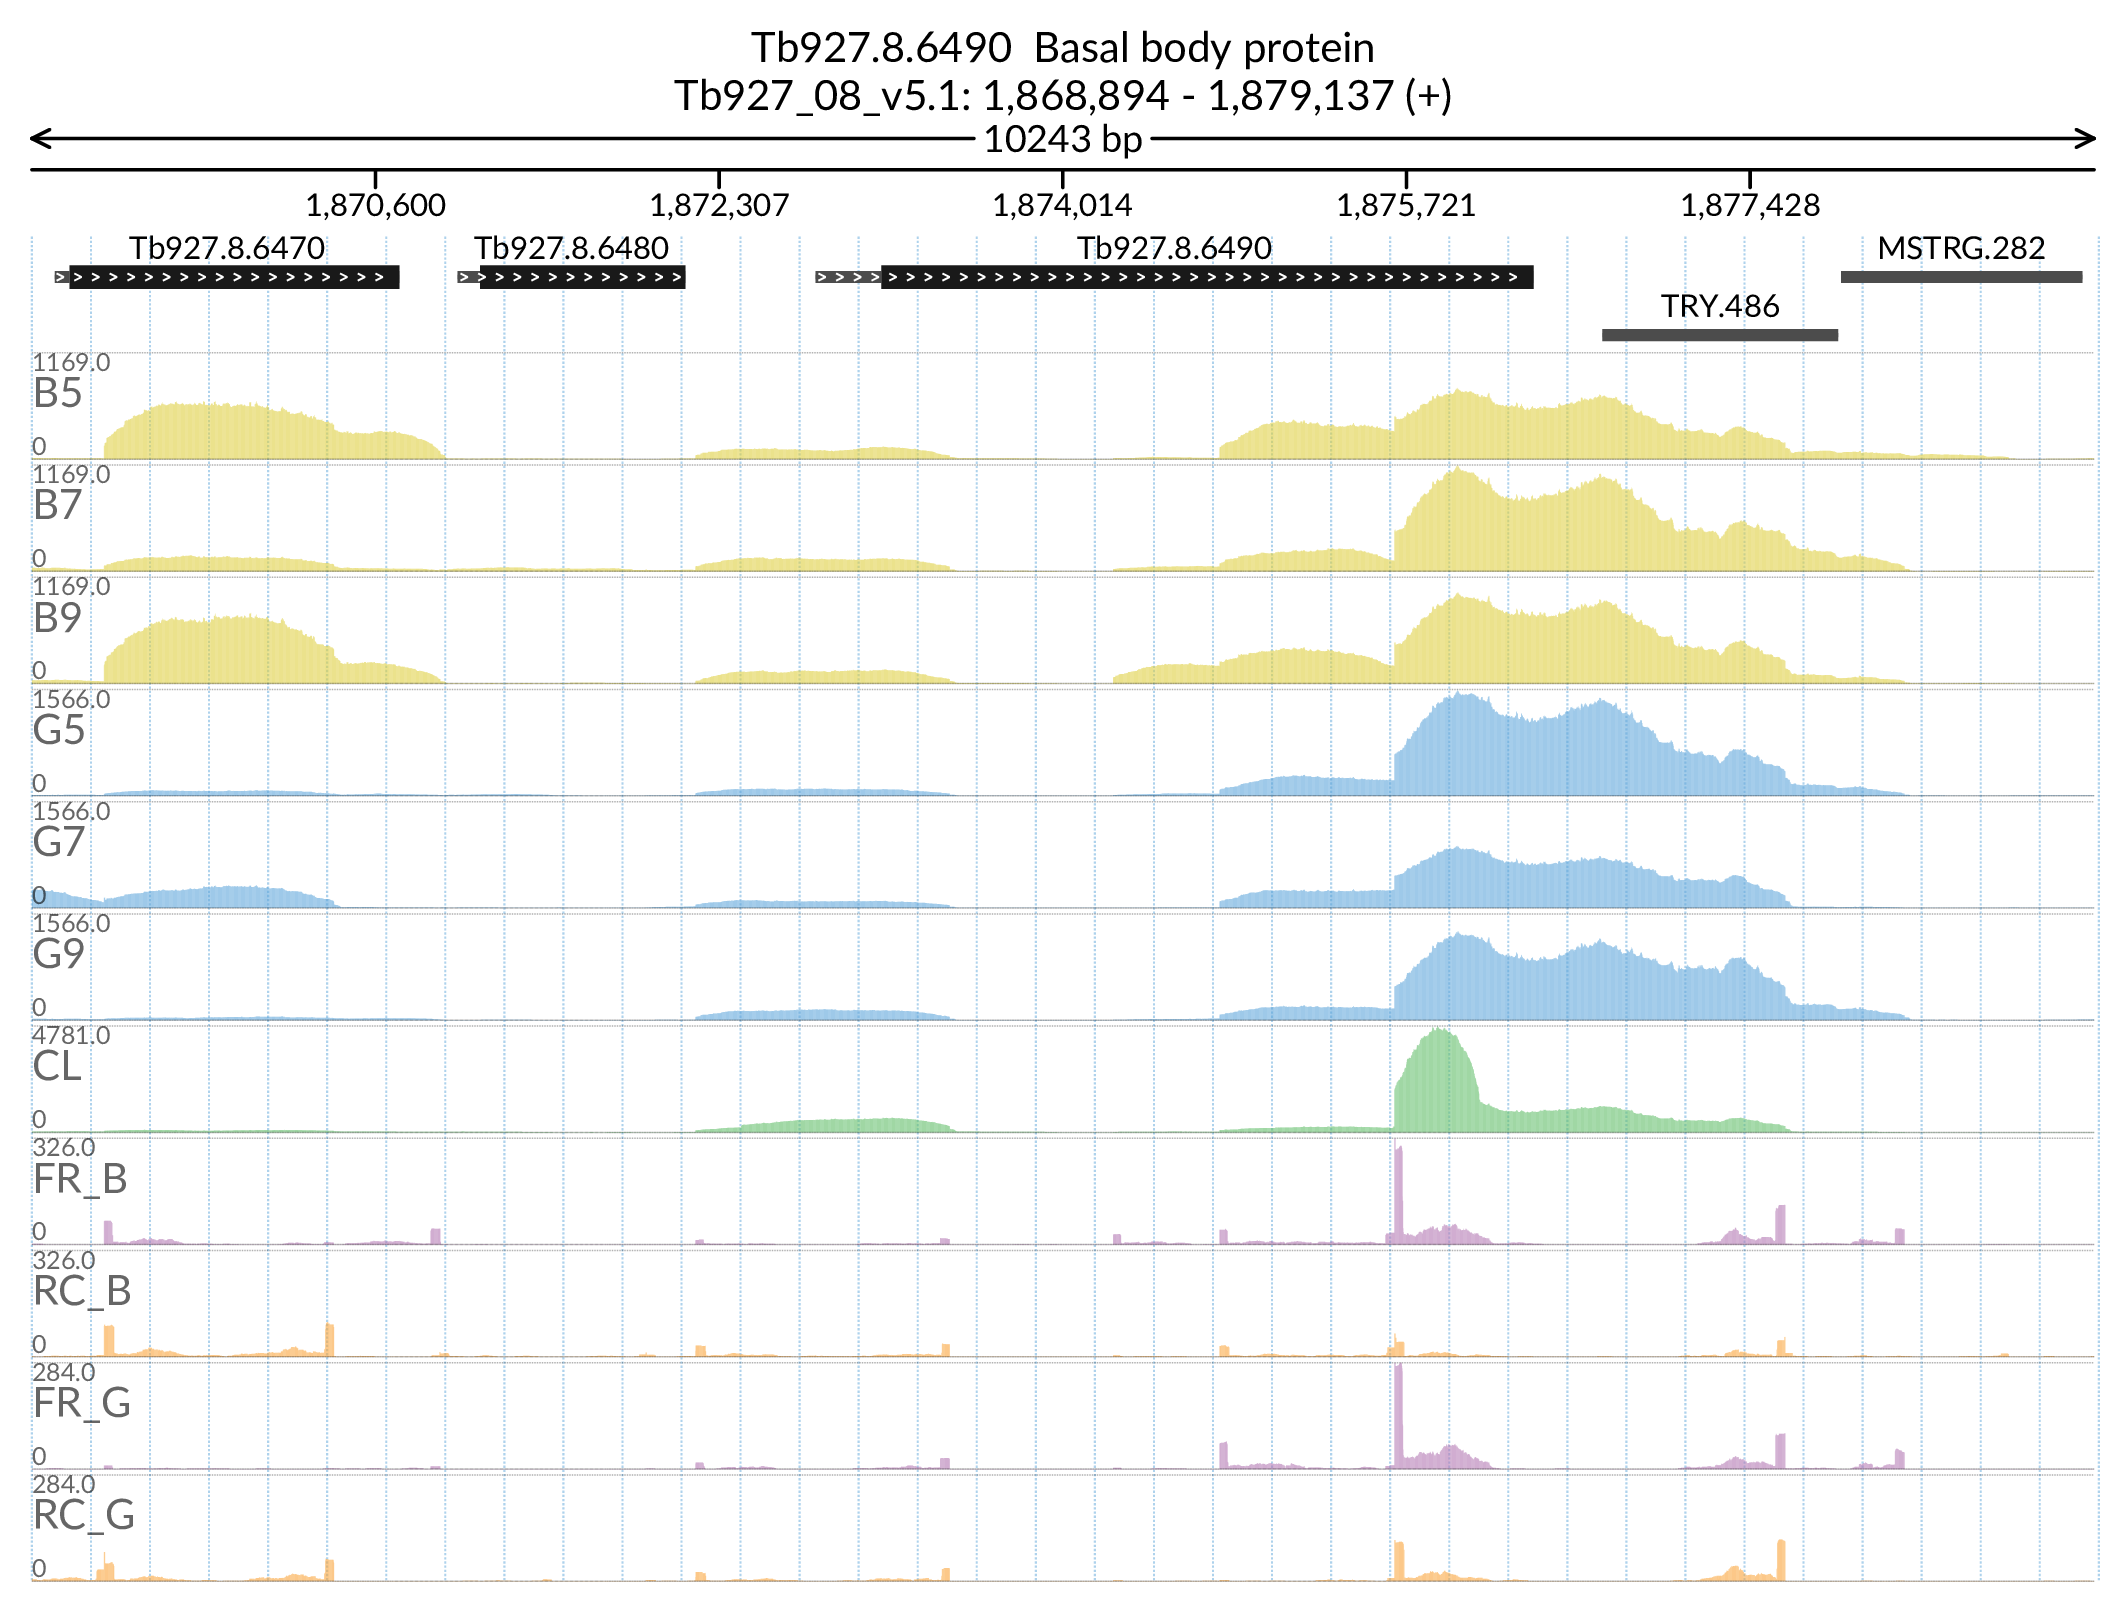 Tb927.8.6490  Basal body protein
Tb927_08_v5.1: 1,868,894 - 1,879,137 (+)
10243 bp
1,870,600 1,872,307 1,874,014 1,875,721 1,877,428
Tb927.8.6470 Tb927.8.6480 Tb927.8.6490 MSTRG.282
TRY.486
1169.0
B5
0
1169.0
B7
0
1169.0
B9
0
1566.0
G5
0
1566.0
G7
0
1566.0
G9
0
4781.0
CL
0
326.0
FR_B
0
326.0
RC_B
0
284.0
FR_G
0
284.0
RC_G
0